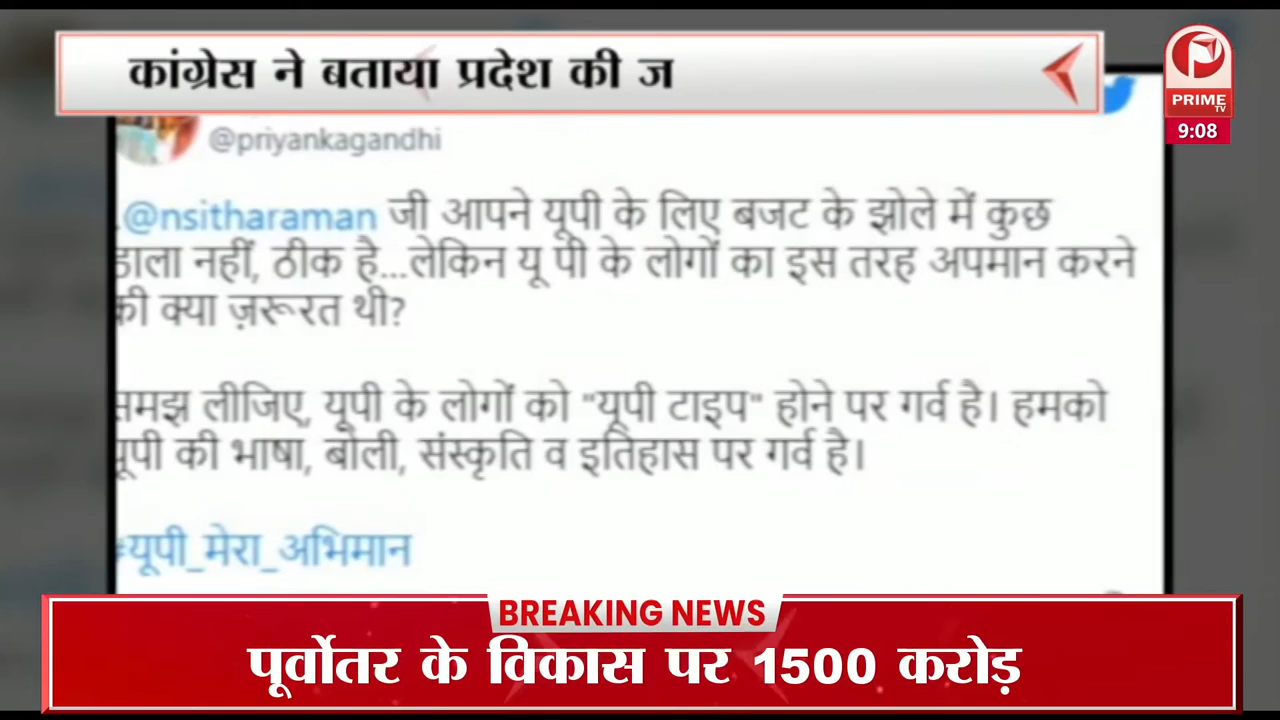 कांग्रेस ने बताया प्रदेश की ज
PRIME
TV
9:08
@priyankagandhi
.@nsitharaman जी आपने यूपी के लिए बजट के झोले में कुछ
डाला नहीं, ठीक है...लेकिन यू पी के लोगों का इस तरह अपमान करने
की क्या ज़रूरत थी?
समझ लीजिए, यूपी के लोगों को "यूपी टाइप" होने पर गर्व है। हमको
यूपी की भाषा, बोली, संस्कृति व इतिहास पर गर्व है।
#यूपी_मेरा_अभिमान
BREAKING NEWS
पूर्वोतर के विकास पर 1500 करोड़